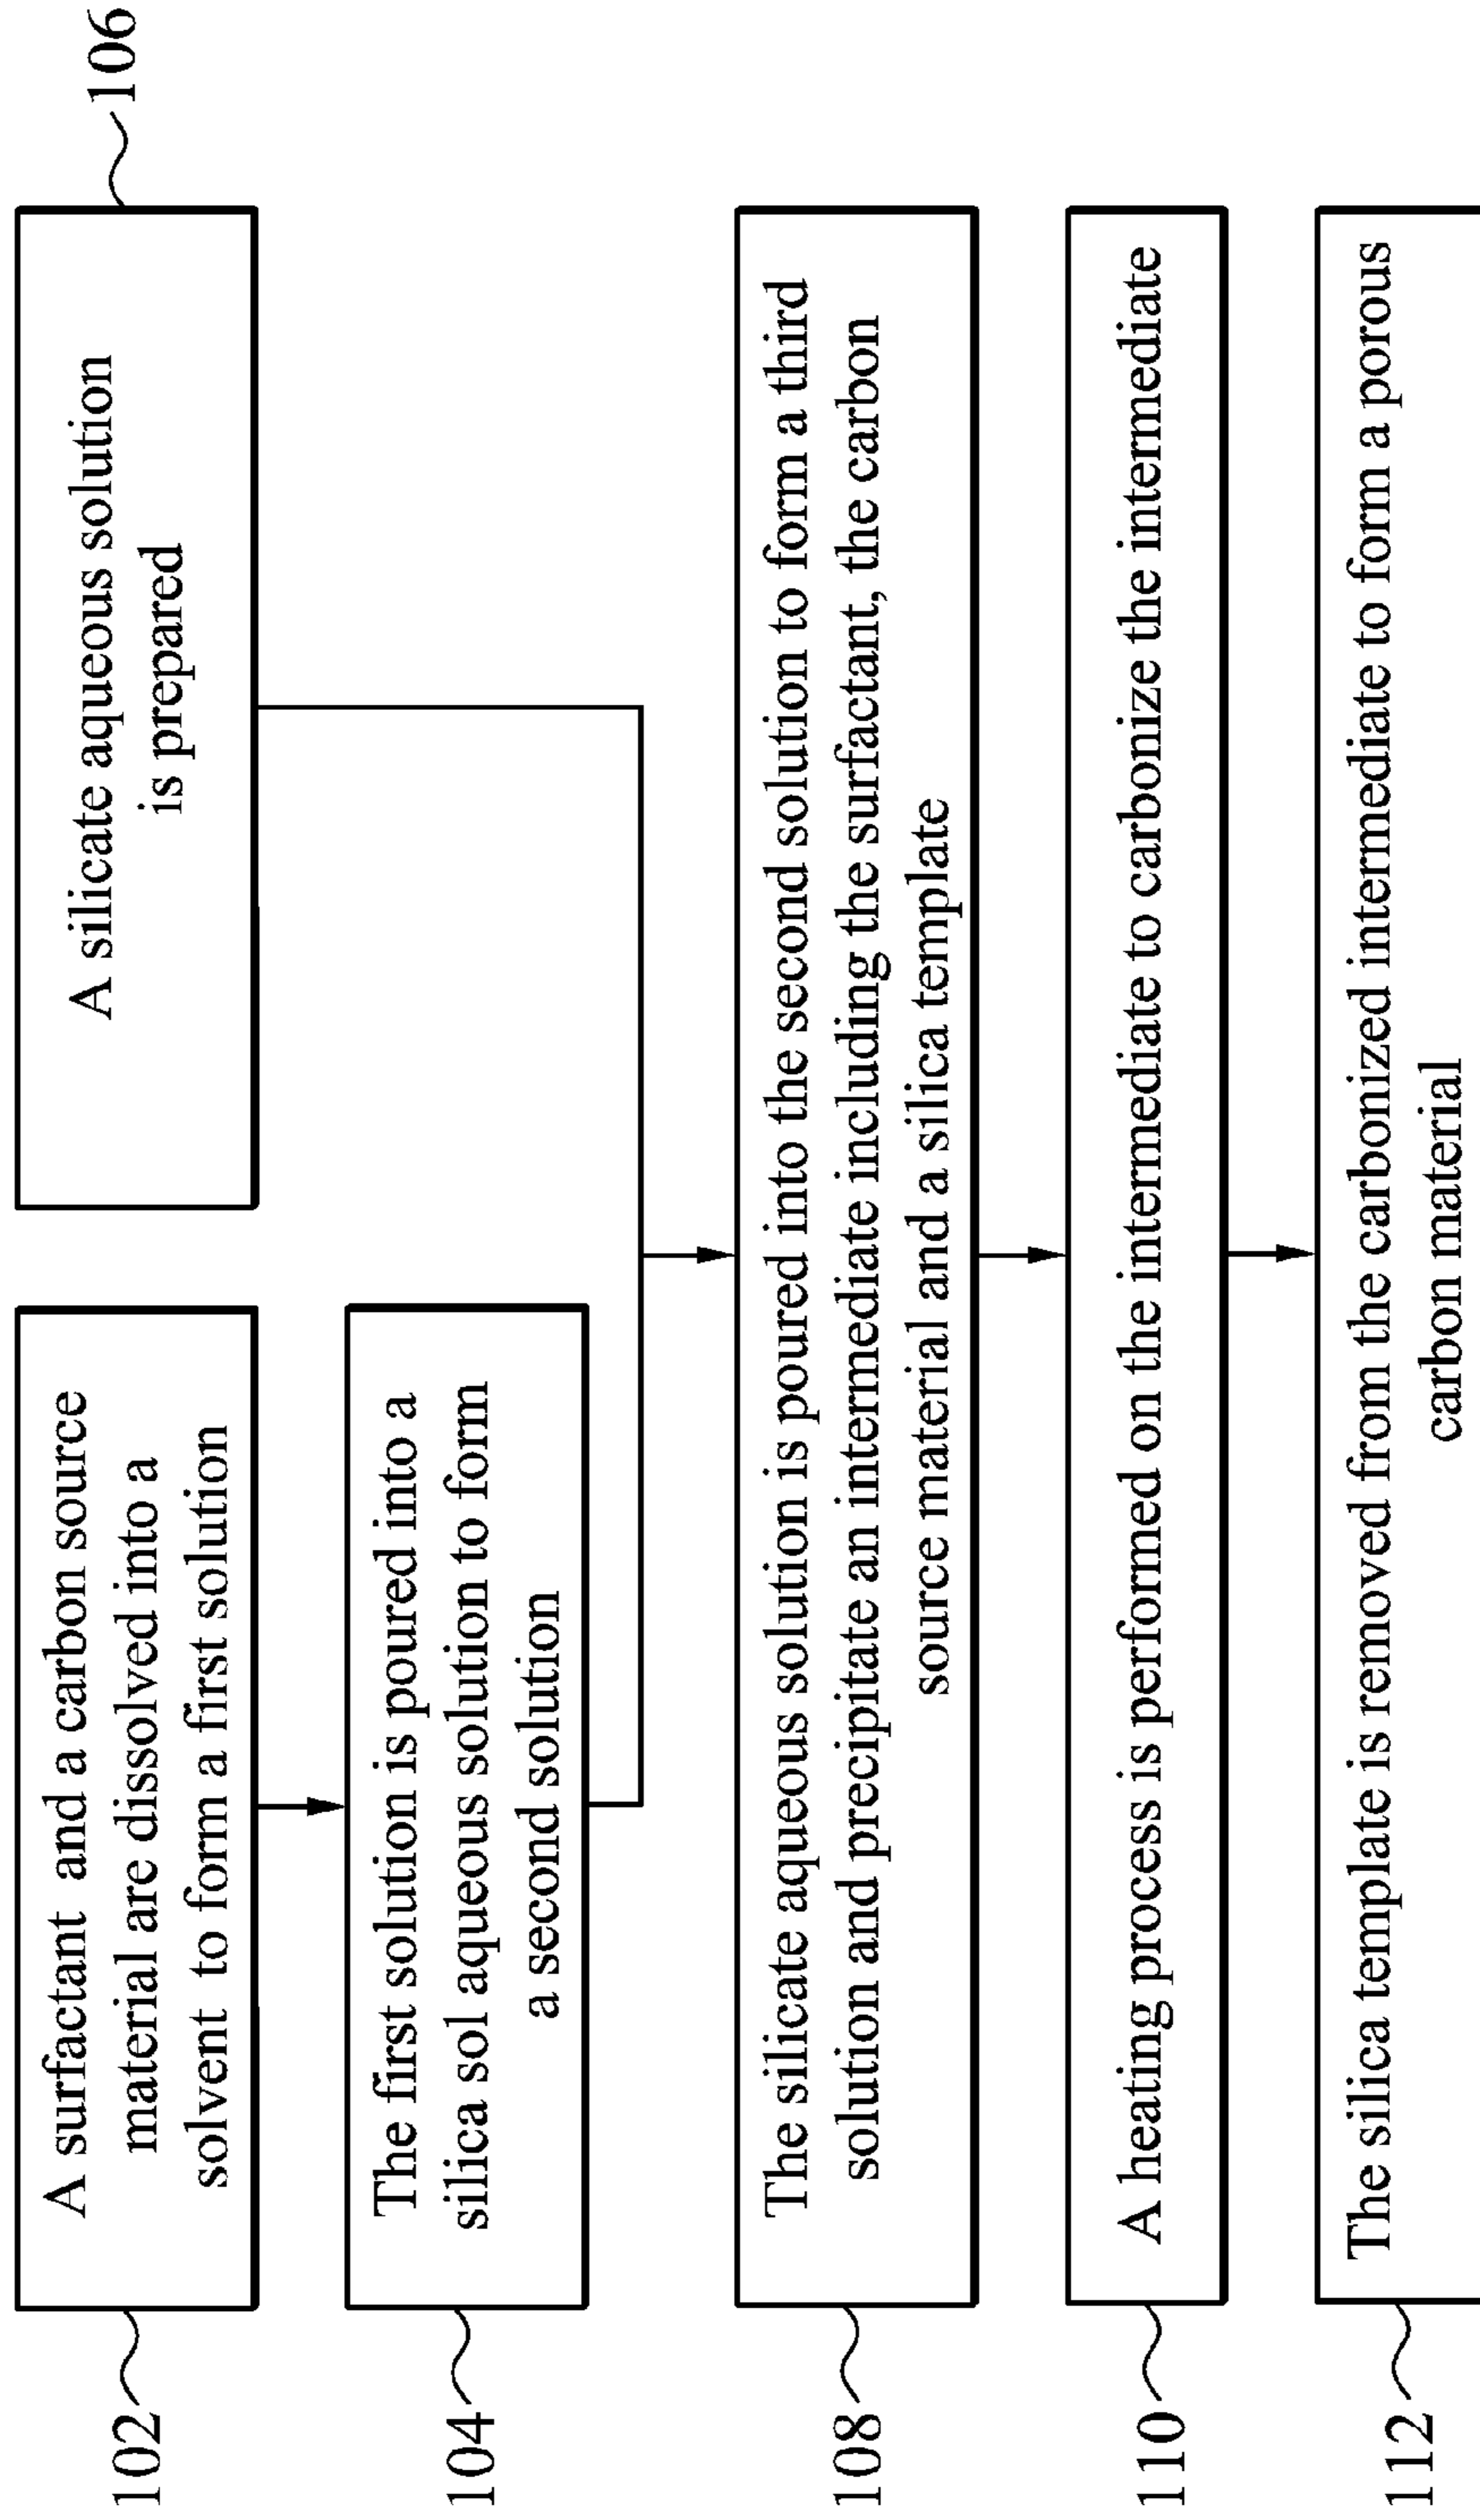 102
A surfactant and a carbon source
material are dissolved into a
solvent to form a first solution
106
A silicate aqueous solution
is prepared
104
The first solution is poured into a
silica sol aqueous solution to form
a second solution
108
The silicate aqueous solution is poured into the second solution to form a third
solution and precipitate an intermediate including the surfactant, the carbon
source material and a silica template
110
A heating process is performed on the intermediate to carbonize the intermediate
112
The silica template is removed from the carbonized intermediate to form a porous
carbon material